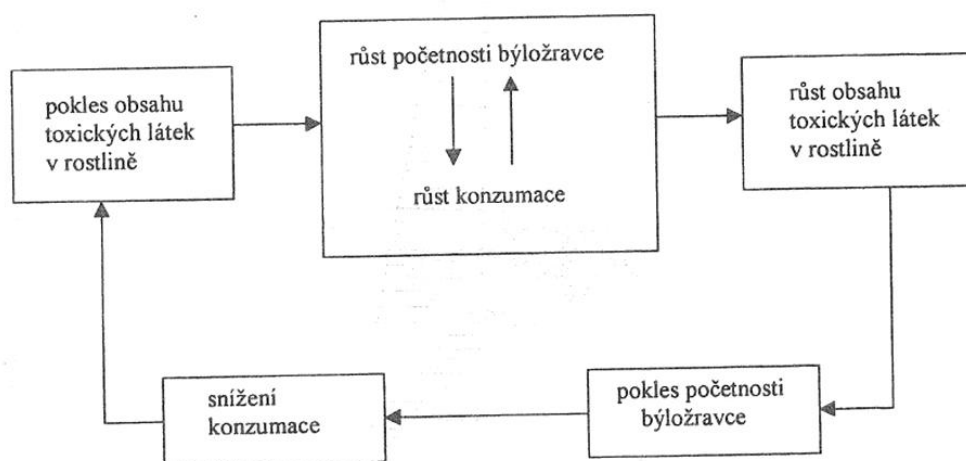 pokles obsahu
toxických látek
v rostlině
růst početnosti býložravce
růst konzumace
růst obsahu
toxických látek
v rostlině
pokles početnosti
býložravce
snížení
konzumace